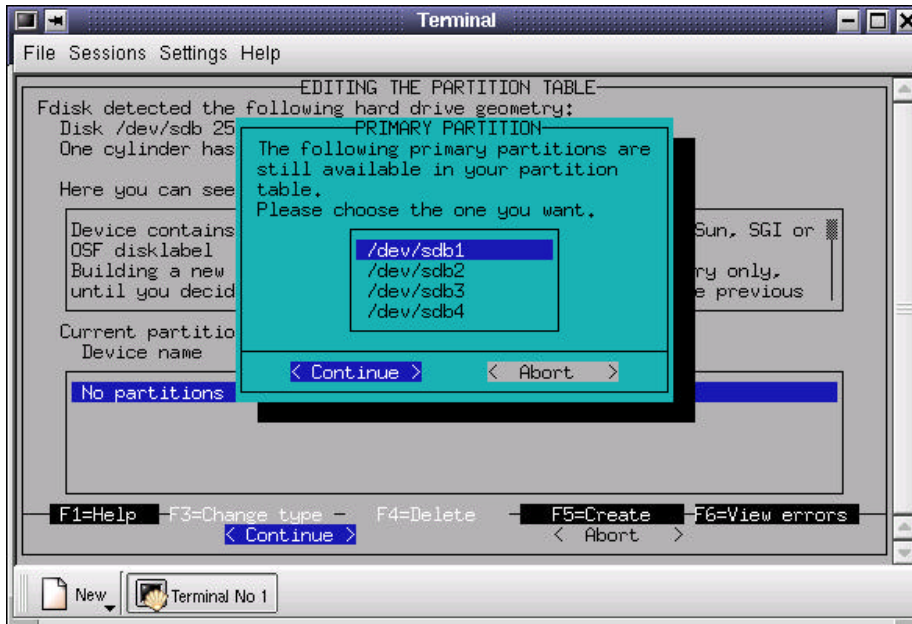 Terminal
File Sessions Settings Help
EDITING THE PARTITION TABLE
Fdisk detected the following hard drive geometry:
Disk /dev/sdb 25
One cylinder has
Here you can see
Device contains
Sun, SGI or
OSF disklabel
Building a new
ry only,
until you decid
e previous
PRIMARY PARTITION
The following primary partitions are
still available in your partition
table.
Please choose the one you want.
/dev/sdb1
/dev/sdb2
/dev/sdb3
/dev/sdb4
< Continue > < Abort >
Current partitio
Device name
No partitions
F1=Help F3=Change type F4=Delete F5=Create F6=View errors
< Continue > < Abort >
New Terminal No 1